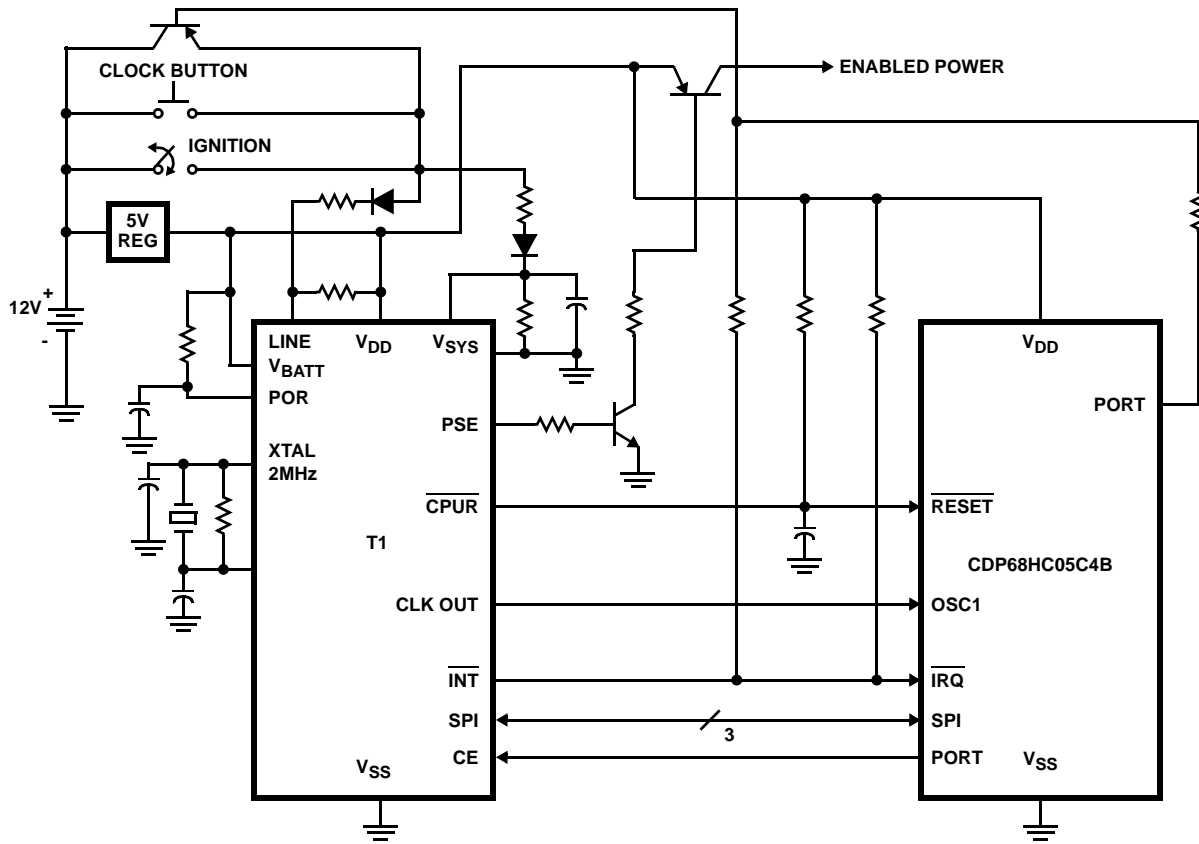 CLOCK BUTTON
ENABLED POWER
IGNITION
5V
REG
12V
+
-
LINE
VDD
VSYS
VBATT
POR
PSE
XTAL
2MHz
CPUR
T1
CLK OUT
INT
SPI
CE
VSS
3
VDD
PORT
RESET
CDP68HC05C4B
OSC1
IRQ
SPI
PORT
VSS